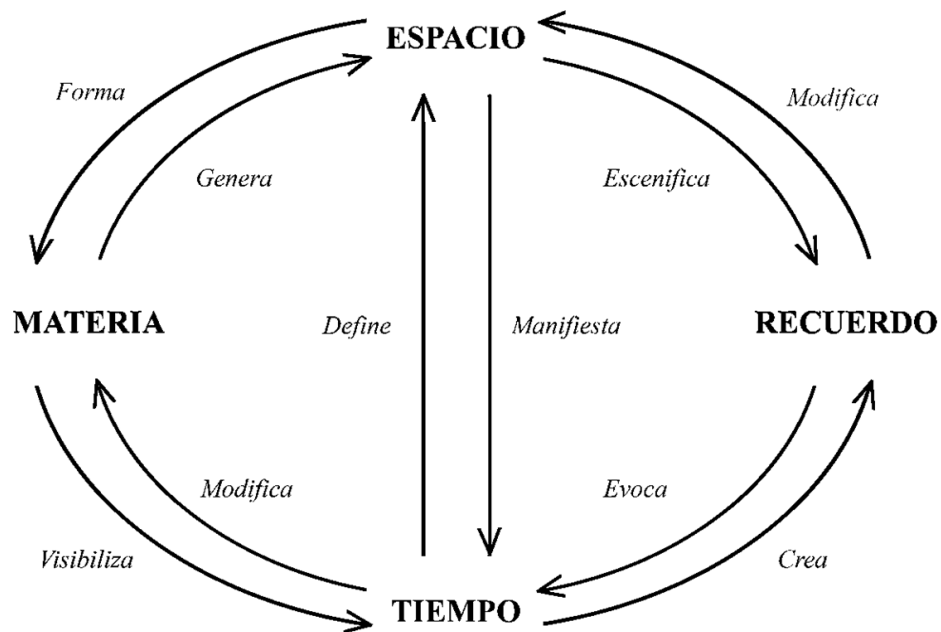 ESPACIO
Forma
Modifica
Genera
Escenifica
MATERIA
Define
Manifiesta
RECUERDO
Modifica
Evoca
Visibiliza
Crea
TIEMPO